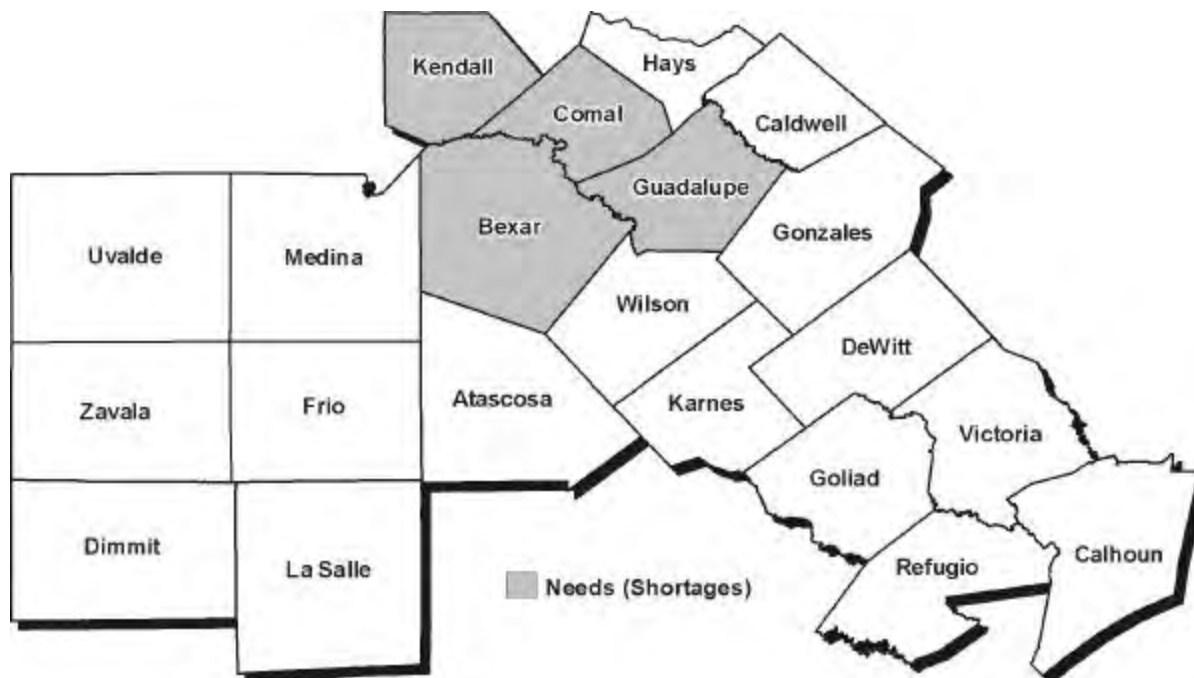 Kendall
Hays
Comal
Caldwell
Guadalupe
Bexar
Gonzales
Uvalde
Medina
Wilson
DeWitt
Zavala
Frio
Atascosa
Karnes
Victoria
Goliad
Dimmit
La Salle
Refugio
Calhoun
Needs (Shortages)